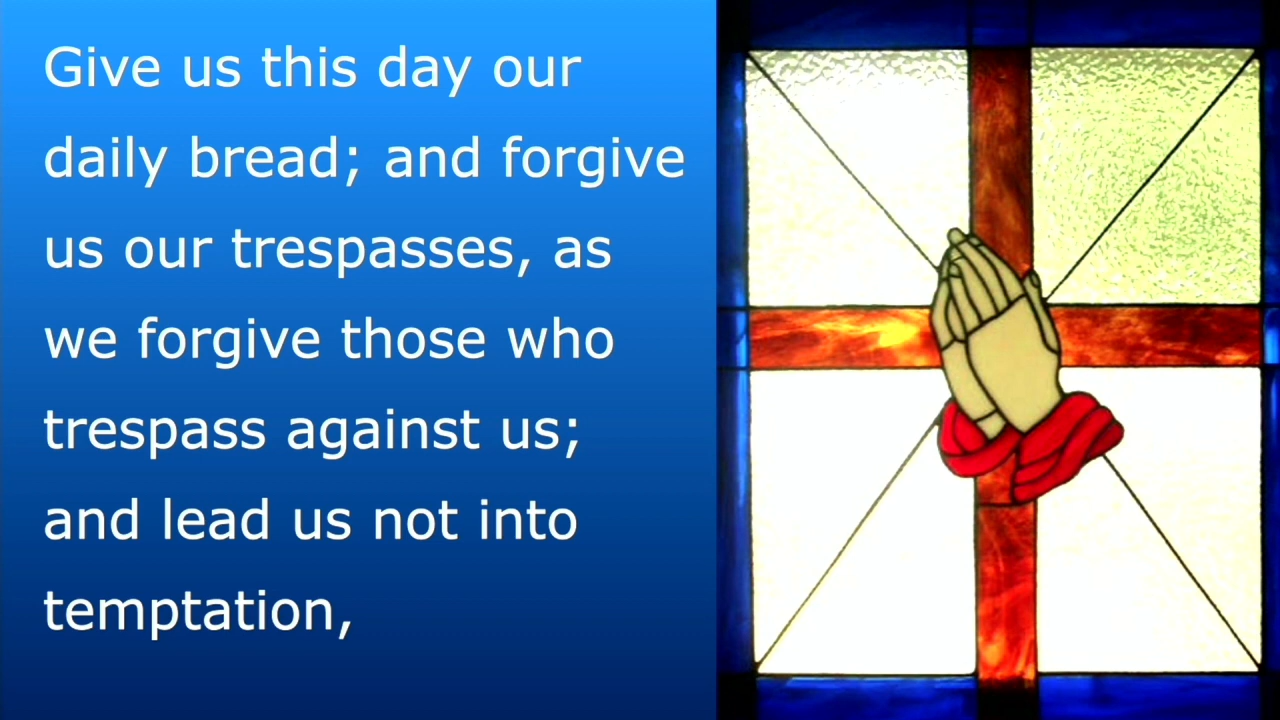 Give us this day our
daily bread; and forgive
us our trespasses, as
we forgive those who
trespass against us;
and lead us not into
temptation,